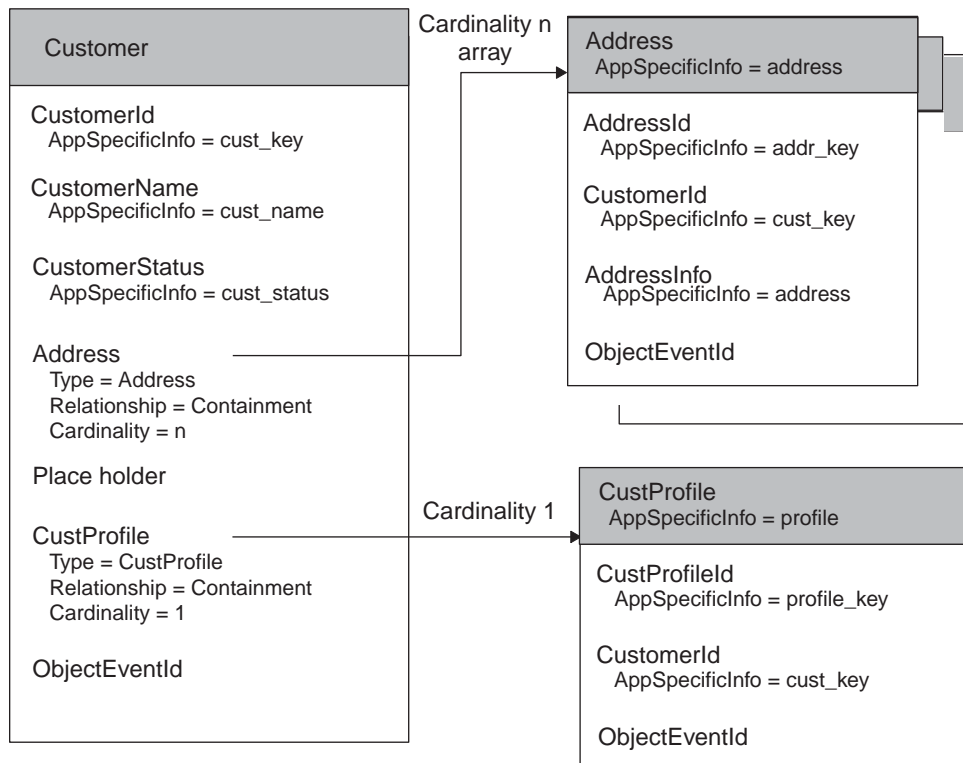 Customer
CustomerId
AppSpecificInfo = cust_key
CustomerName
AppSpecificInfo = cust_name
CustomerStatus
AppSpecificInfo = cust_status
Address
Type = Address
Relationship = Containment
Cardinality = n
Place holder
CustProfile
Type = CustProfile
Relationship = Containment
Cardinality = 1
ObjectEventId
Cardinality n
array
Address
AppSpecificInfo = address
AddressId
AppSpecificInfo = addr_key
CustomerId
AppSpecificInfo = cust_key
AddressInfo
AppSpecificInfo = address
ObjectEventId
Cardinality 1
CustProfile
AppSpecificInfo = profile
CustProfileId
AppSpecificInfo = profile_key
CustomerId
AppSpecificInfo = cust_key
ObjectEventId